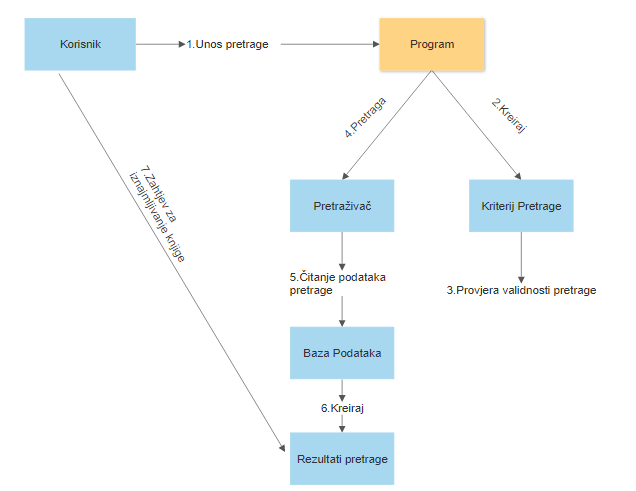 Korisnik
1.Unos pretrage
Program
4.Pretraga
2.Kreiraj
7.Zahtjev za
iznajmljivanje knjige
Pretraživač
Kriterij Pretrage
5.Čitanje podataka
pretrage
3.Provjera validnosti pretrage
Baza Podataka
6.Kreiraj
Rezultati pretrage